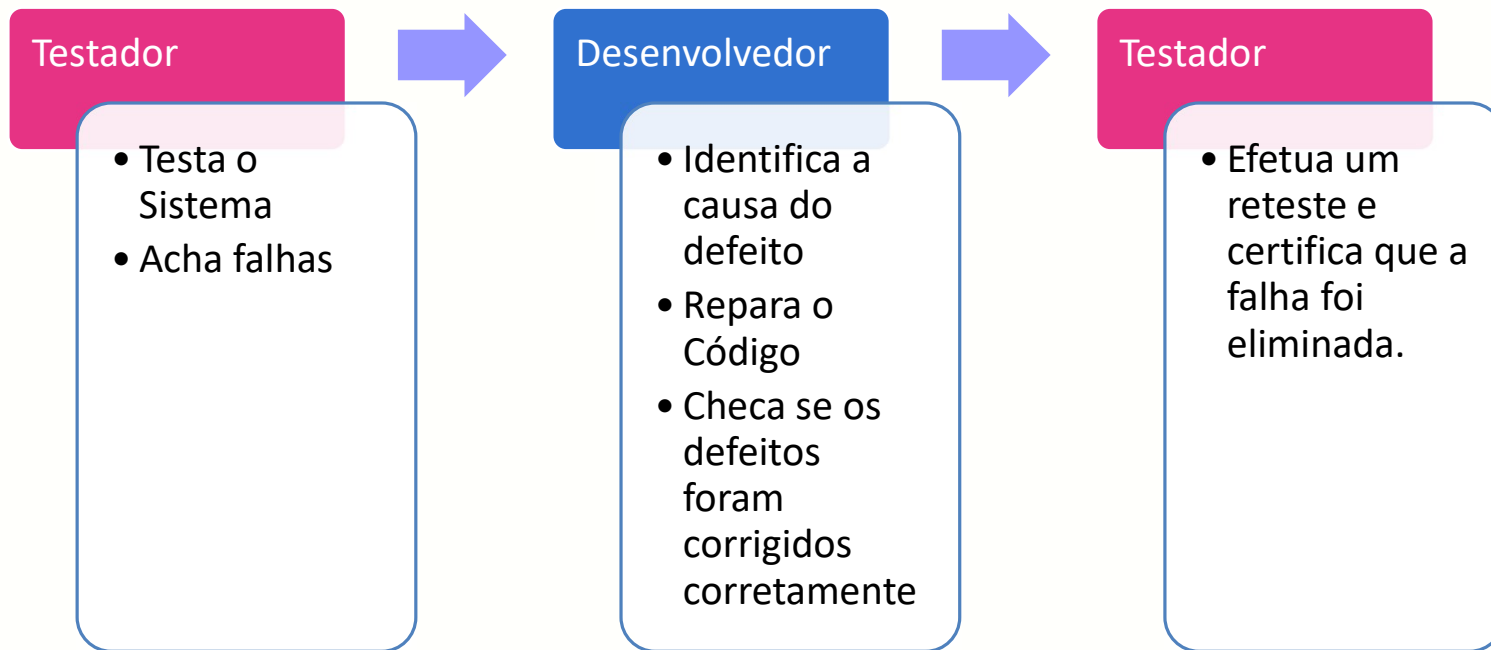 Testador
• Testa o
Sistema
• Acha falhas
Desenvolvedor
• Identifica a
causa do
defeito
• Repara o
Código
• Checa se os
defeitos
foram
corrigidos
corretamente
Testador
• Efetua um
reteste e
certifica que a
falha foi
eliminada.